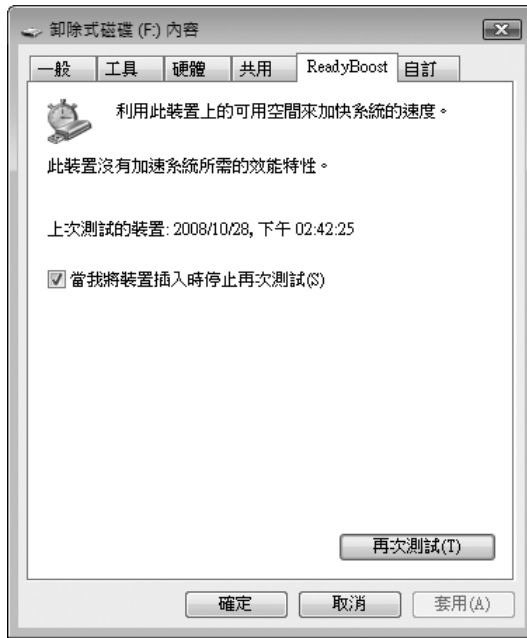 卸除式磁碟 (F:) 內容
一般 工具 硬體 共用 ReadyBoost 自訂
利用此裝置上的可用空間來加快系統的速度。
此裝置沒有加速系統所需的效能特性。
上次測試的裝置: 2008/10/28, 下午 02:42:25
當我將裝置插入時停止再次測試(S)
再次測試(T)
確定 取消 套用(A)